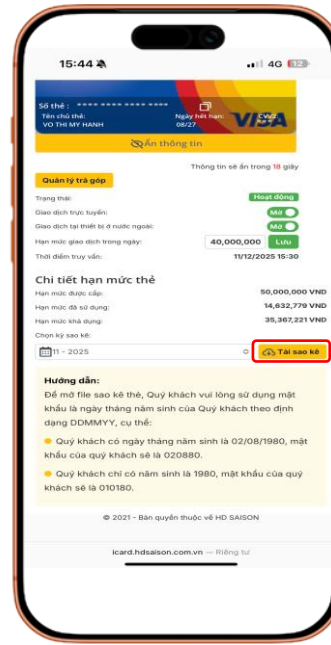 15:44
4G 12
Số thẻ : **** **** **** ****
Tên chủ thẻ: Ngày hết hạn: CVV2:
VO THI MY HANH 08/27
VISA
Ẩn thông tin
Thông tin sẽ ẩn trong 18 giây
Quản lý trả góp
Trạng thái: Hoạt động
Giao dịch trực tuyến: Mở
Giao dịch tại thiết bị ở nước ngoài: Mở
Hạn mức giao dịch trong ngày: 40,000,000 Lưu
Thời điểm truy vấn: 11/12/2025 15:30
Chi tiết hạn mức thẻ
Hạn mức được cấp: 50,000,000 VND
Hạn mức đã sử dụng: 14,632,779 VND
Hạn mức khả dụng: 35,367,221 VND
Chọn kỳ sao kê:
11 - 2025 Tải sao kê
Hướng dẫn:
Để mở file sao kê thẻ, Quý khách vui lòng sử dụng mật
khẩu là ngày tháng năm sinh của Quý khách theo định
dạng DDMMYY, cụ thể:
Quý khách có ngày tháng năm sinh là 02/08/1980, mật
khẩu của quý khách sẽ là 020880.
Quý khách chỉ có năm sinh là 1980, mật khẩu của quý
khách sẽ là 010180.
© 2021 - Bản quyền thuộc về HD SAISON
icard.hdsaison.com.vn — Riêng tư